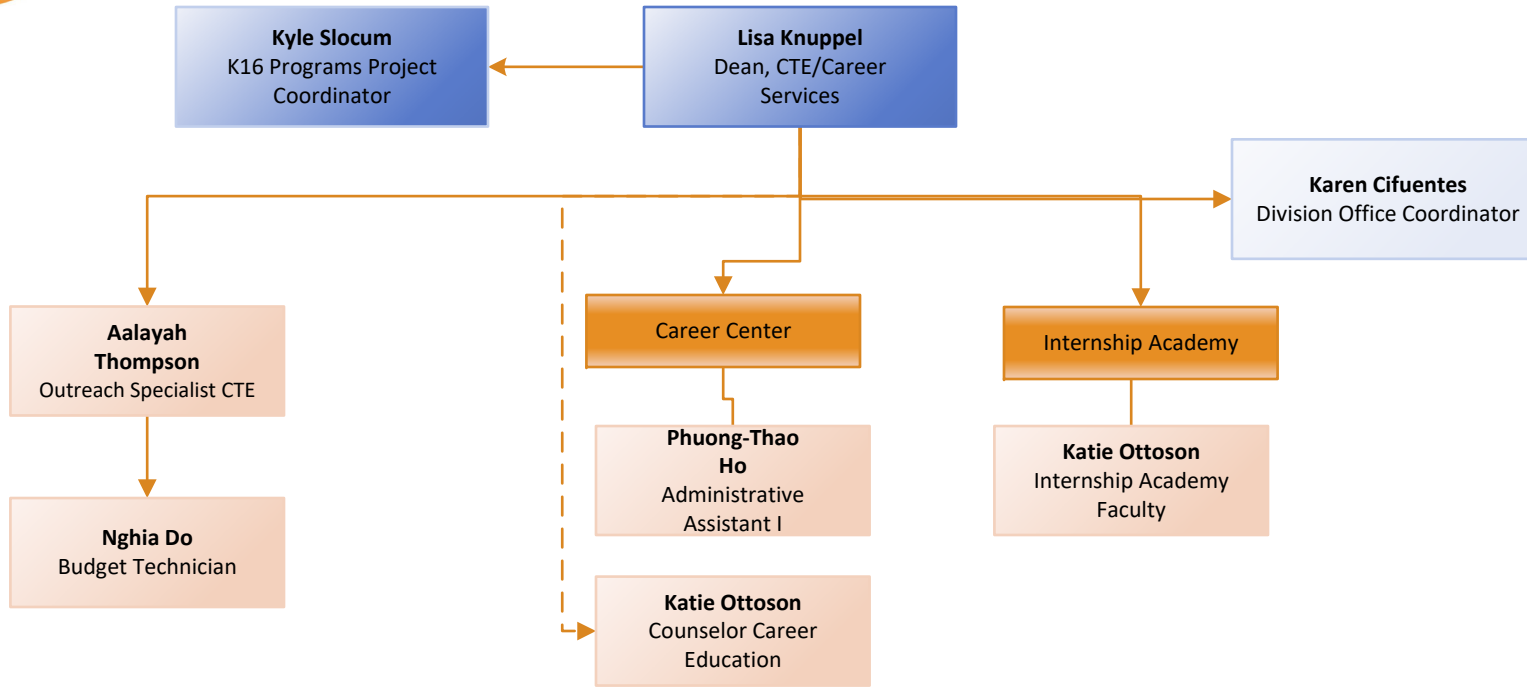 Kyle Slocum
K16 Programs Project
Coordinator
Lisa Knuppel
Dean, CTE/Career
Services
Karen Cifuentes
Division Office Coordinator
Aalayah
Thompson
Outreach Specialist CTE
Career Center
Internship Academy
Phuong-Thao
Ho
Administrative
Assistant I
Katie Ottoson
Internship Academy
Faculty
Nghia Do
Budget Technician
Katie Ottoson
Counselor Career
Education